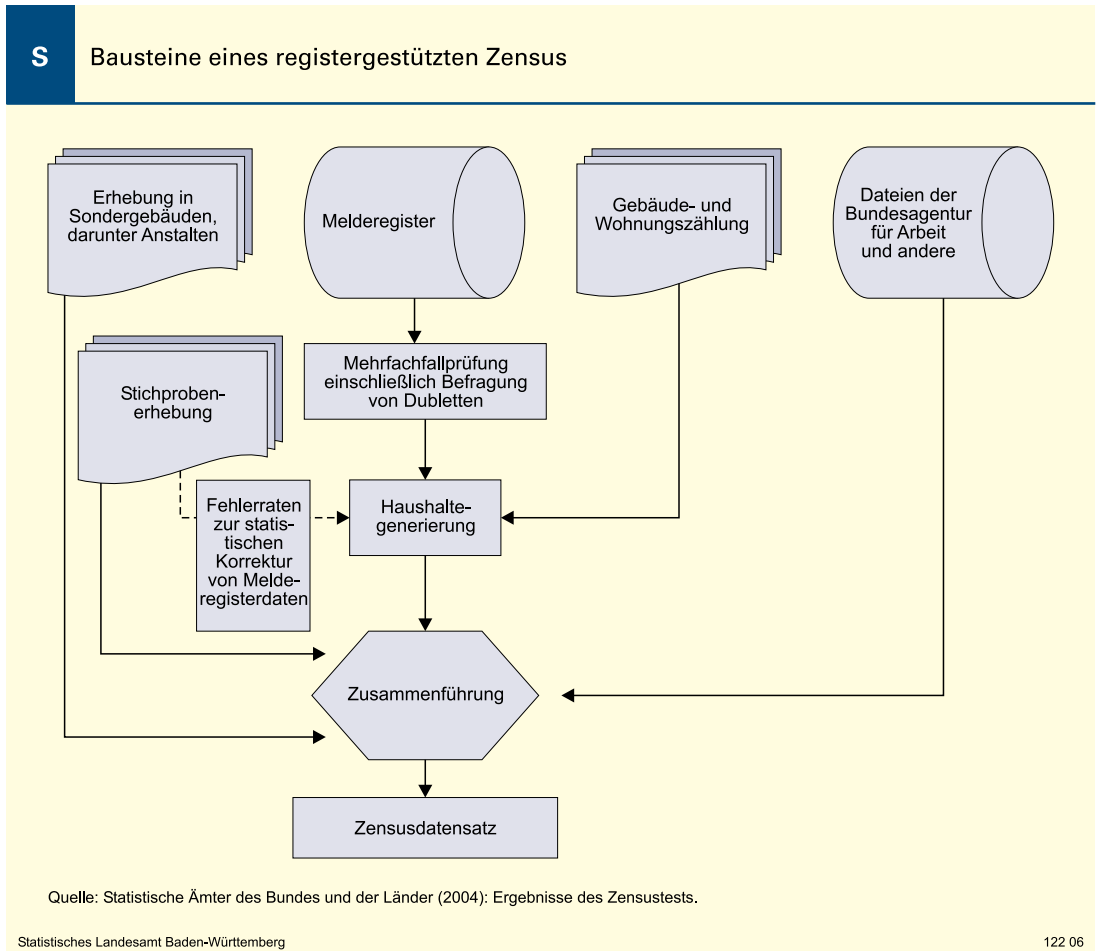 S
Bausteine eines registergestützten Zensus
Erhebung in
Sondergebäuden,
darunter Anstalten
Melderegister
Gebäude- und
Wohnungszählung
Dateien der
Bundesagentur
für Arbeit
und andere
Stichproben-
erhebung
Mehrfachfallprüfung
einschließlich Befragung
von Dubletten
Fehlerraten
zur statis-
tischen
Korrektur
von Melde-
registerdaten
Haushalte-
generierung
Zusammenführung
Zensusdatensatz
Quelle: Statistische Ämter des Bundes und der Länder (2004): Ergebnisse des Zensustests.
Statistisches Landesamt Baden-Württemberg
122 06